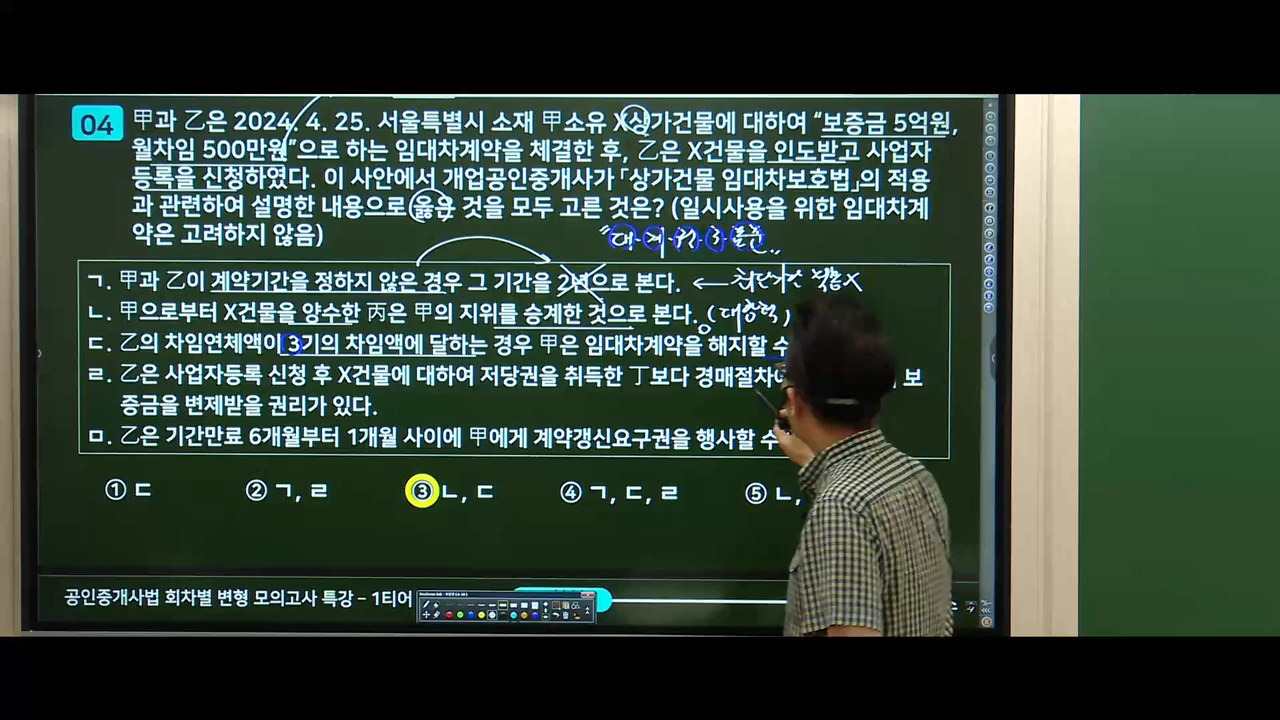 04 甲과 乙은 2024. 4. 25. 서울특별시 소재 甲소유 X상가건물에 대하여 “보증금 5억원,
월차임 500만원”으로 하는 임대차계약을 체결한 후, 乙은 X건물을 인도받고 사업자
등록을 신청하였다. 이 사안에서 개업공인중개사가 「상가건물 임대차보호법」의 적용
과 관련하여 설명한 내용으로 옳은 것을 모두 고른 것은? (일시사용을 위한 임대차계
약은 고려하지 않음)
ㄱ. 甲과 乙이 계약기간을 정하지 않은 경우 그 기간을 2년으로 본다.
ㄴ. 甲으로부터 X건물을 양수한 丙은 甲의 지위를 승계한 것으로 본다. (대항력)
ㄷ. 乙의 차임연체액이 3기의 차임액에 달하는 경우 甲은 임대차계약을 해지할 수
ㄹ. 乙은 사업자등록 신청 후 X건물에 대하여 저당권을 취득한 丁보다 경매절차 보
증금을 변제받을 권리가 있다.
ㅁ. 乙은 기간만료 6개월부터 1개월 사이에 甲에게 계약갱신요구권을 행사할 수
① ㄷ ② ㄱ, ㄹ ③ ㄴ, ㄷ ④ ㄱ, ㄷ, ㄹ ⑤ ㄴ,
공인중개사법 회차별 변형 모의고사 특강 – 1티어